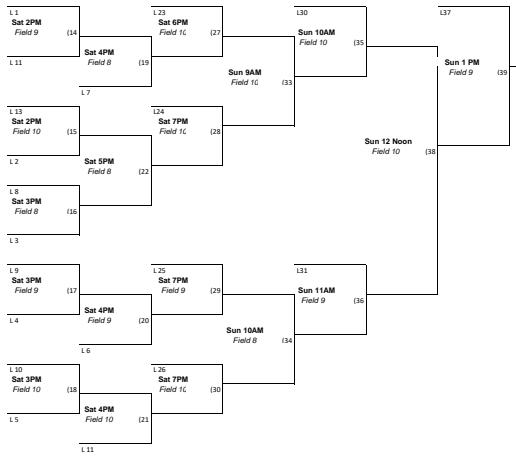 L 1
Sat 2PM
Field 9
(14
L 11
Sat 4PM
Field 8
(19
L 7
L 23
Sat 6PM
Field 10
(27
L 13
Sat 2PM
Field 10
(15
L 2
Sat 5PM
Field 8
(22
L 8
Sat 3PM
Field 8
(16
L 3
L24
Sat 7PM
Field 10
(28
Sun 9AM
Field 10
(33
L30
Sun 10AM
Field 10
(35
L 9
Sat 3PM
Field 9
(17
L 4
Sat 4PM
Field 9
(20
L 6
L 25
Sat 7PM
Field 9
(29
L 10
Sat 3PM
Field 10
(18
L 5
Sat 4PM
Field 10
(21
L 11
L 26
Sat 7PM
Field 10
(30
Sun 10AM
Field 8
(34
L31
Sun 11AM
Field 9
(36
Sun 12 Noon
Field 10
(38
L37
Sun 1 PM
Field 9
(39